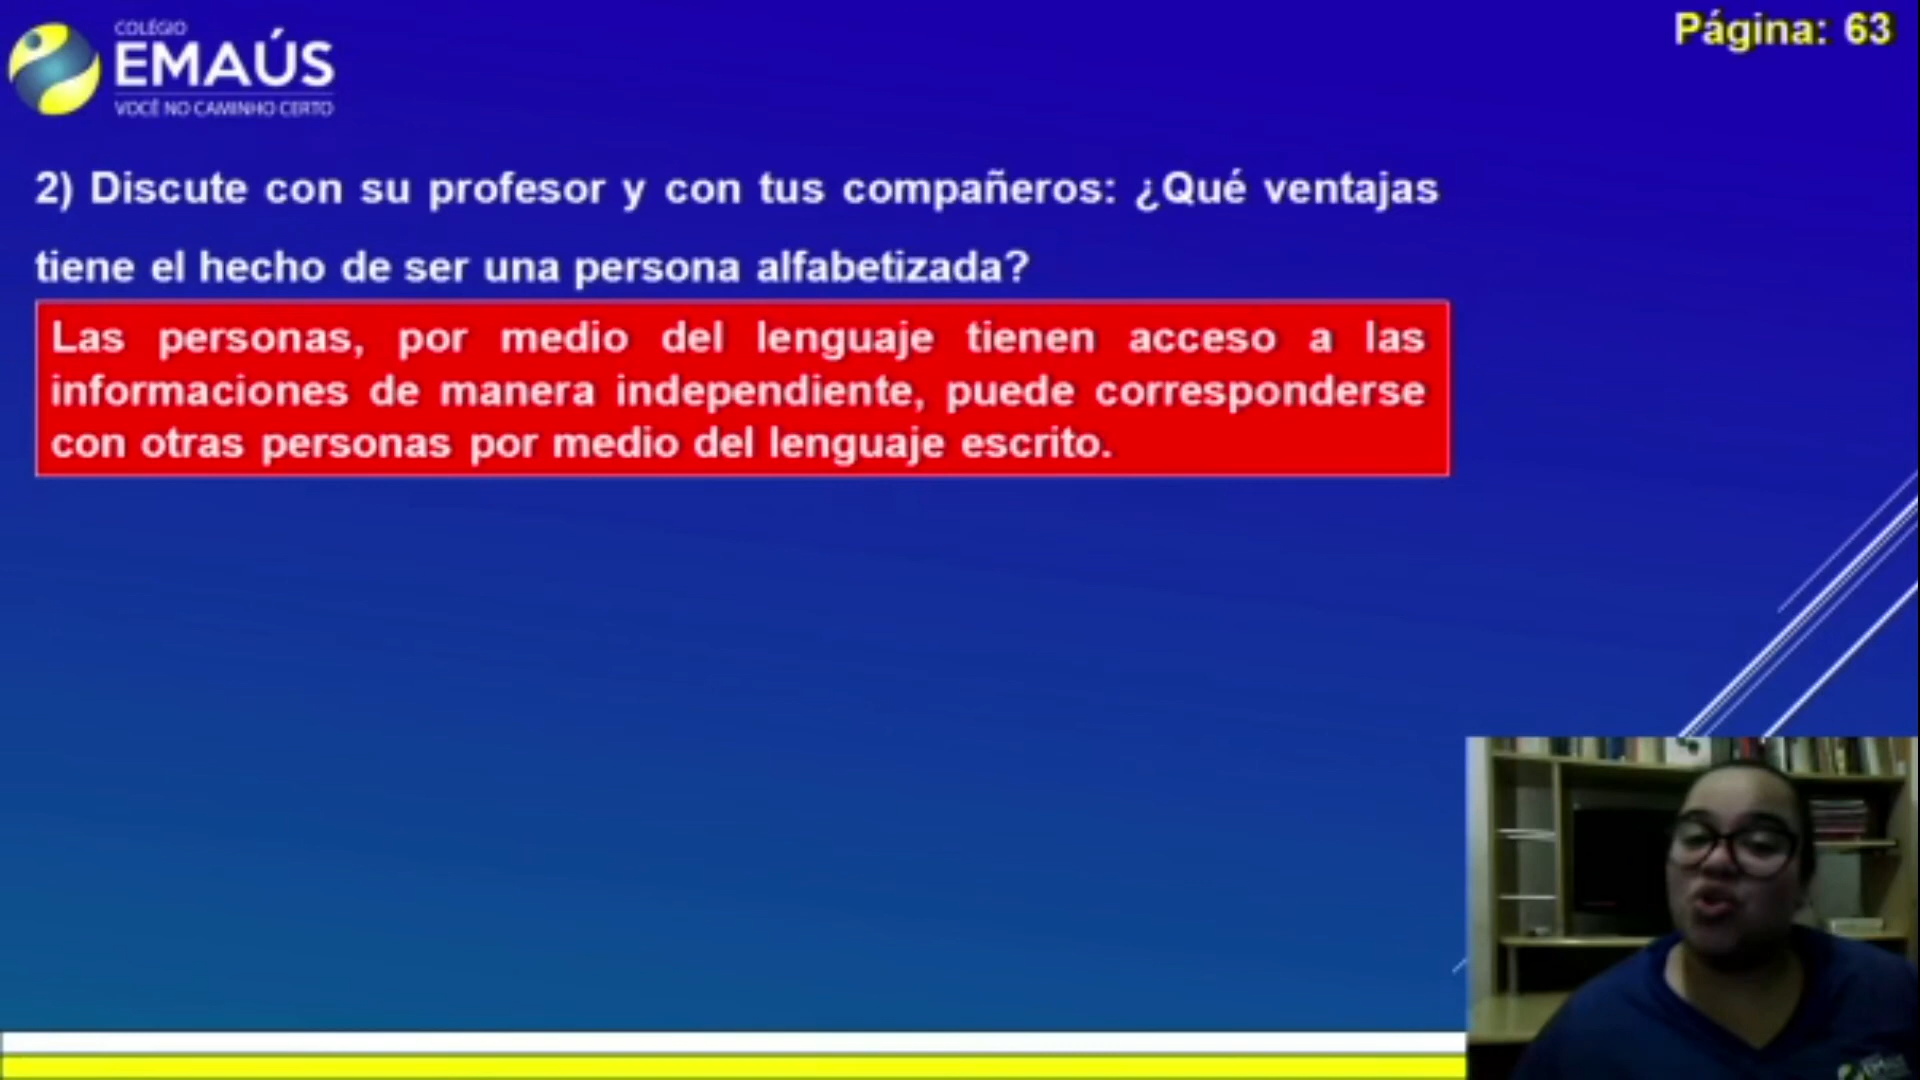 COLÉGIO
EMAÚS
VOCÊ NO CAMINHO CERTO
Página: 63
2) Discute con su profesor y con tus compañeros: ¿Qué ventajas
tiene el hecho de ser una persona alfabetizada?
Las personas, por medio del lenguaje tienen acceso a las
informaciones de manera independiente, puede corresponderse
con otras personas por medio del lenguaje escrito.